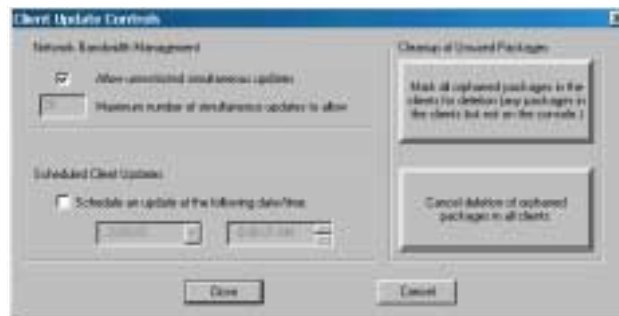 Client Update Controls
Network Bandwidth Management
Allow unrestricted simultaneous updates
Maximum number of simultaneous updates to allow
Scheduled Client Updates
Schedule an update at the following date/time
Cleanup of Unused Packages
Mark all orphaned packages in the
clients for deletion (any packages in
the clients but not on the console.)
Cancel deletion of orphaned
packages in all clients
Close
Cancel